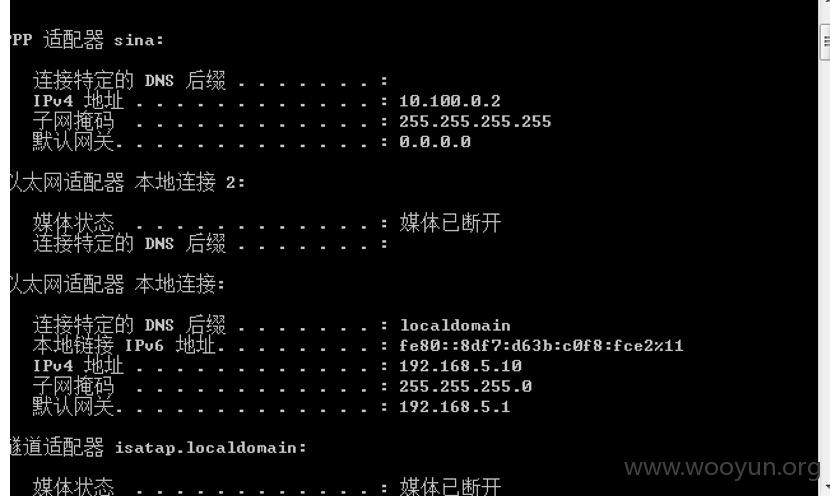 PPP 适配器 sina:
连接特定的 DNS 后缀 . . . . . . . :
IPv4 地址 . . . . . . . . . . . . : 10.100.0.2
子网掩码 . . . . . . . . . . . . : 255.255.255.255
默认网关. . . . . . . . . . . . . : 0.0.0.0
以太网适配器 本地连接 2:
媒体状态 . . . . . . . . . . . . : 媒体已断开
连接特定的 DNS 后缀 . . . . . . . :
以太网适配器 本地连接:
连接特定的 DNS 后缀 . . . . . . . : localdomain
本地链接 IPv6 地址. . . . . . . . : fe80::8df7:d63b:c0f8:fce2%11
IPv4 地址 . . . . . . . . . . . . : 192.168.5.10
子网掩码 . . . . . . . . . . . . : 255.255.255.0
默认网关. . . . . . . . . . . . . : 192.168.5.1
隧道适配器 isatap.localdomain:
媒体状态 . . . . . . . . . . . . : 媒体已断开
www.wooyun.org